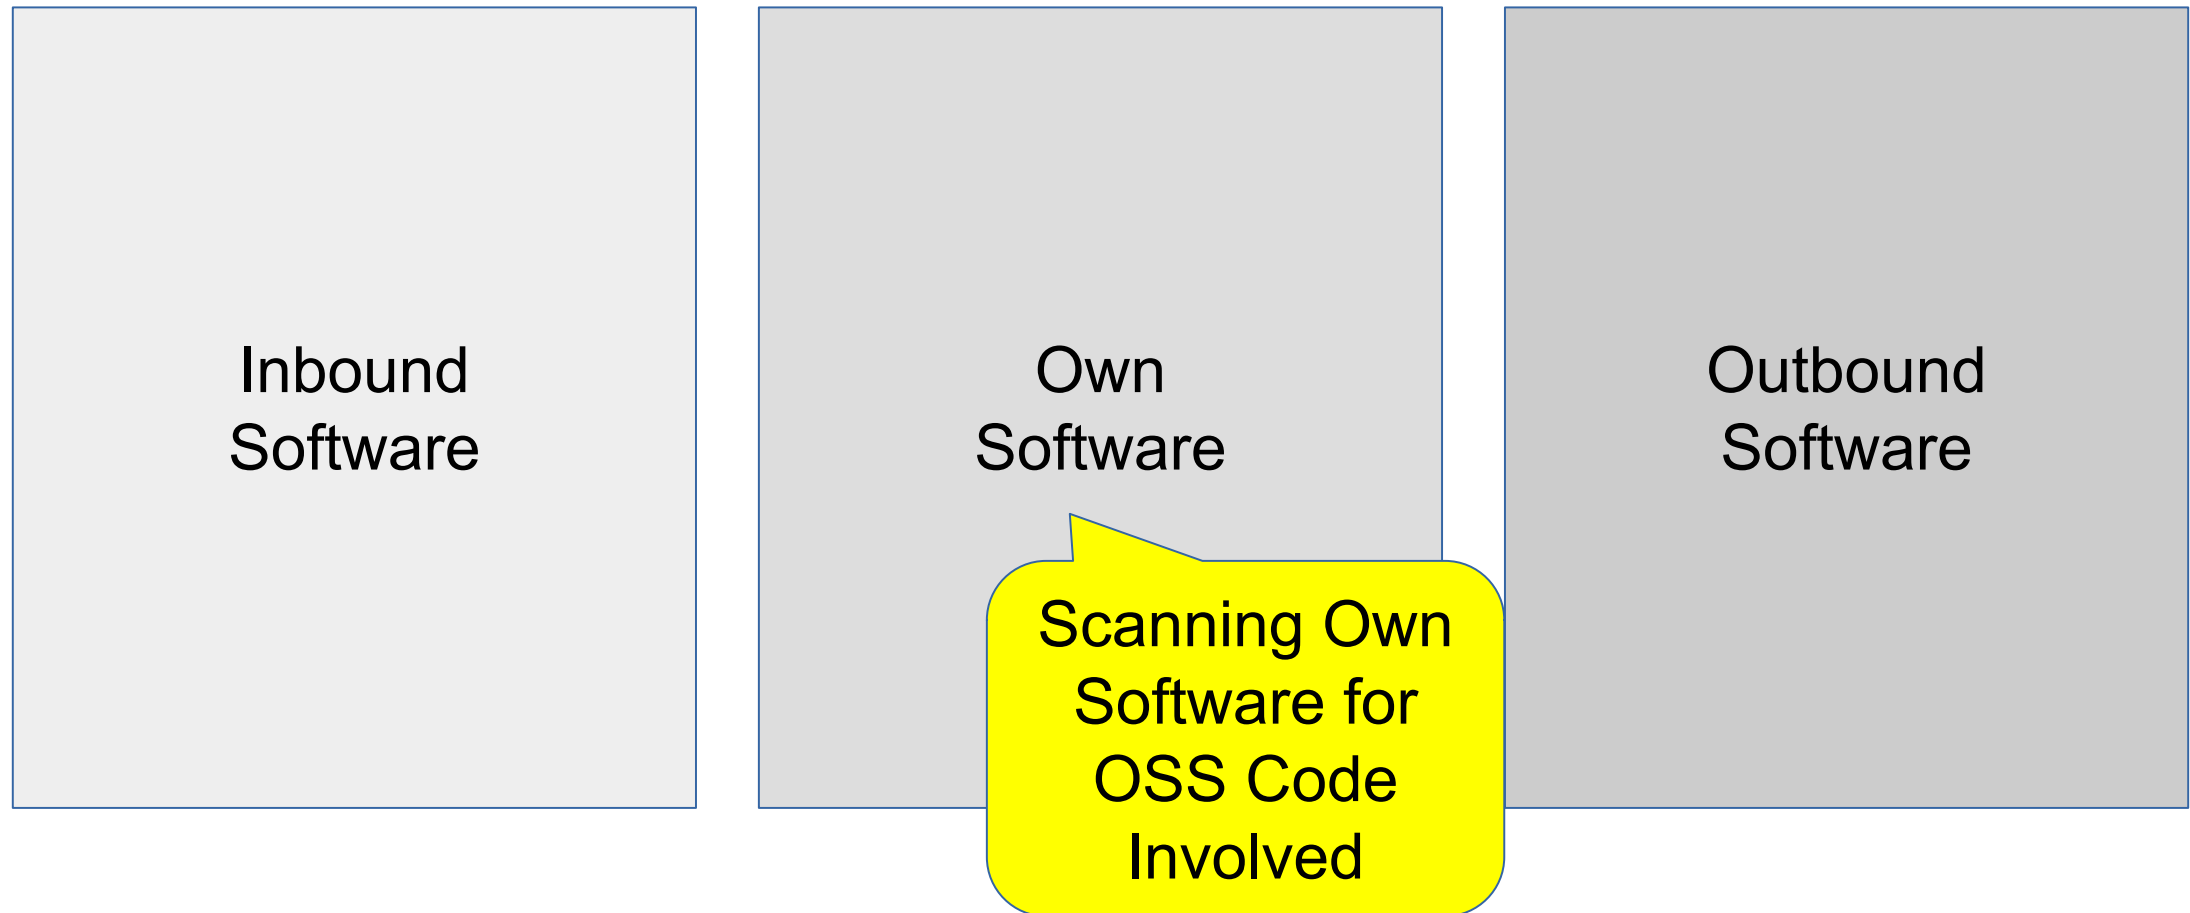 Inbound
Software
Own
Software
Outbound
Software
Scanning Own
Software for
OSS Code
Involved